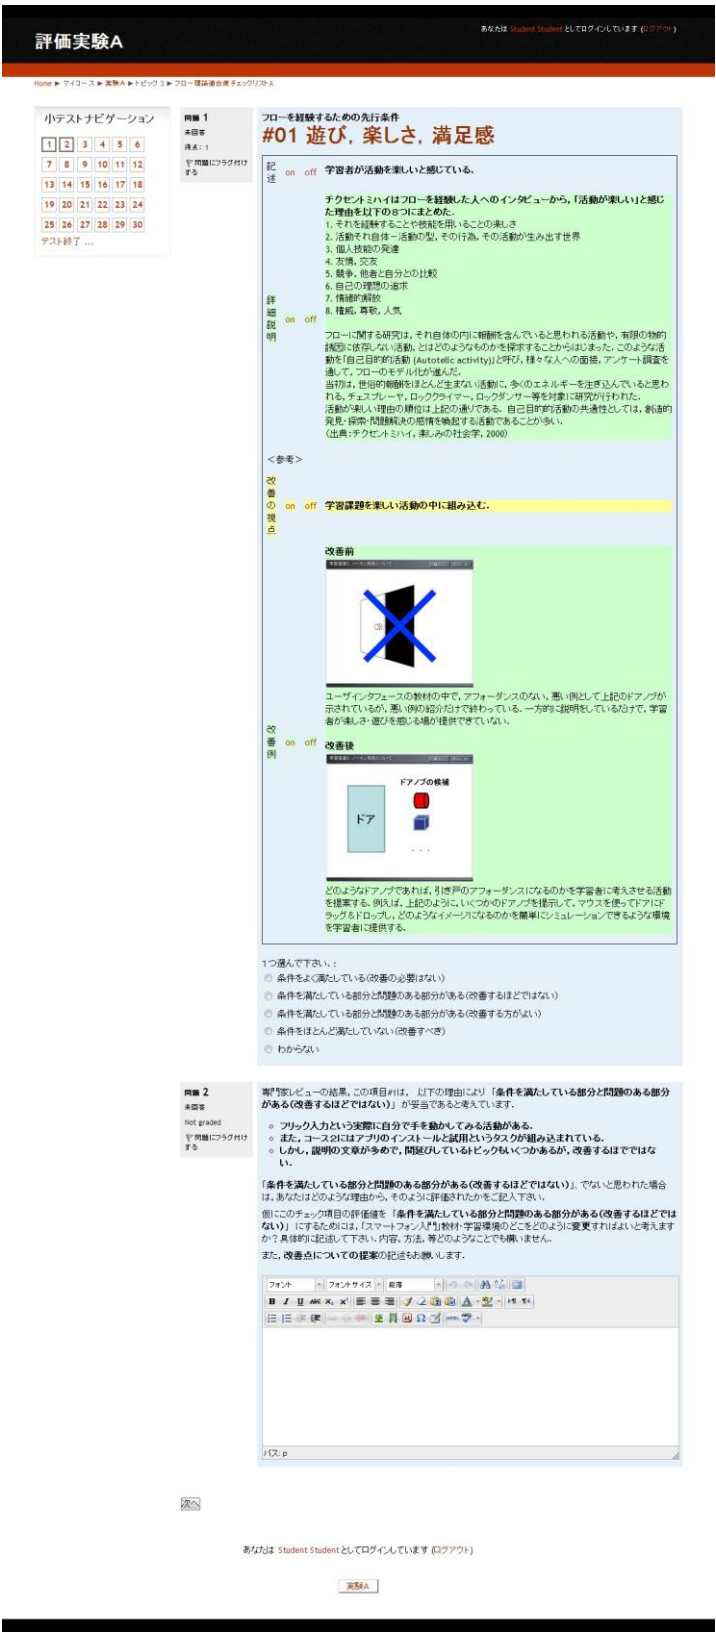 評価実験A
あなたは Student Student としてログインしています (ログアウト)
Home ► マイコース ► 実験A ► トピック 3 ► フロー理論適合度チェックリストA
小テストナビゲーション
1 2 3 4 5 6
7 8 9 10 11 12
13 14 15 16 17 18
19 20 21 22 23 24
25 26 27 28 29 30
テスト終了 ...
問題 1
未回答
得点: 1
問題にフラグ付けする
フローを経験するための先行条件
#01 遊び, 楽しさ, 満足感
記述 on off 学習者が活動を楽しいと感じている.
詳細説明 on off
チクセントミハイはフローを経験した人へのインタビューから,「活動が楽しい」と感じ
た理由を以下の8つにまとめた.
1. それを経験することや技能を用いることの楽しさ
2. 活動それ自体-活動の型, その行為, その活動が生み出す世界
3. 個人技能の発達
4. 友情, 交友
5. 競争, 他者と自分との比較
6. 自己の理想の追求
7. 情緒的解放
8. 権威, 尊敬, 人気
フローに関する研究は, それ自体の内に報酬を含んでいると思われる活動や, 有限の物的
誘因に依存しない活動, とはどのようなものかを探求することからはじまった. このような活
動を「自己目的的活動 (Autotelic activity)」と呼び, 様々な人への面接, アンケート調査を
通して, フローのモデル化が進んだ.
当初は, 世俗的報酬をほとんど生まない活動に, 多くのエネルギーを注ぎ込んでいると思わ
れる, チェスプレーヤ, ロッククライマー, ロックダンサー等を対象に研究が行われた.
活動が楽しい理由の順位は上記の通りである. 自己目的的活動の共通性としては, 創造的
発見・探索・問題解決の感情を喚起する活動であることが多い.
(出典:チクセントミハイ, 楽しみの社会学, 2000)
<参考>
改善の視点 on off 学習課題を楽しい活動の中に組み込む.
改善例 on off
改善前
ユーザインタフェースの教材の中で, アフォーダンスのない, 悪い例として上記のドアノブが
示されているが, 悪い例の紹介だけで終わっている. 一方的に説明をしているだけで, 学習
者が楽しさ・遊びを感じる場が提供できていない.
改善後
ドアノブの候補
ドア
. . .
どのようなドアノブであれば, 引き戸のアフォーダンスになるのかを学習者に考えさせる活動
を提案する. 例えば, 上記のように, いくつかのドアノブを提示して, マウスを使ってドアにド
ラッグ&ドロップし, どのようなイメージになるのかを簡単にシミュレーションできるような環境
を学習者に提供する.
1つ選んで下さい. :
条件をよく満たしている(改善の必要はない)
条件を満たしている部分と問題のある部分がある(改善するほどではない)
条件を満たしている部分と問題のある部分がある(改善する方がよい)
条件をほとんど満たしていない(改善すべき)
わからない
問題 2
未回答
Not graded
問題にフラグ付けする
専門家レビューの結果, この項目#1は, 以下の理由により「条件を満たしている部分と問題のある部分
がある(改善するほどではない)」が妥当であると考えています.
フリック入力という実際に自分で手を動かしてみる活動がある.
また, コース2にはアプリのインストールと試用というタスクが組み込まれている.
しかし, 説明の文章が多めで, 間延びしているトピックもいくつかあるが, 改善するほどではな
い.
「条件を満たしている部分と問題のある部分がある(改善するほどではない)」, でないと思われた場合
は, あなたはどのような理由から, そのように評価されたかをご記入下さい.
仮にこのチェック項目の評価値を「条件を満たしている部分と問題のある部分がある(改善するほどでは
ない)」にするためには,「スマートフォン入門」教材・学習環境のどこをどのように変更すればよいと考えます
か? 具体的に記述して下さい. 内容, 方法, 等どのようなことでも構いません.
また, 改善点についての提案の記述もお願いします.
フォント フォントサイズ 段落
パス: p
次へ
あなたは Student Student としてログインしています (ログアウト)
実験A